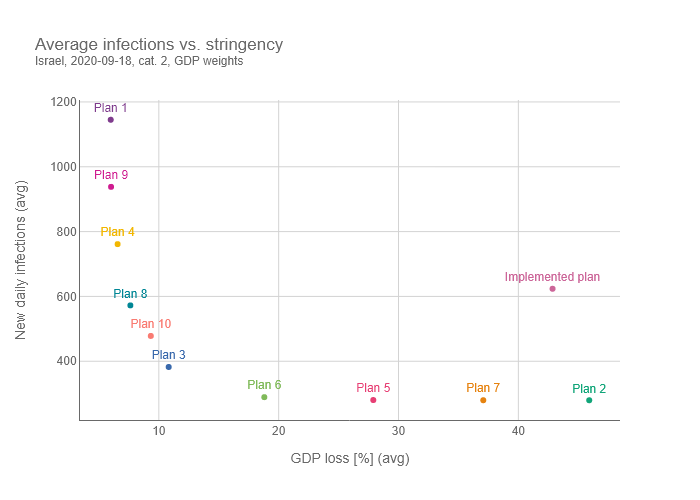 Average infections vs. stringency
Israel, 2020-09-18, cat. 2, GDP weights
1200
Plan 1
1000
Plan 9
800
Plan 4
Implemented plan
600
Plan 8
Plan 10
400
Plan 3
Plan 6
Plan 5
Plan 7
Plan 2
10
20
30
40
New daily infections (avg)
GDP loss [%] (avg)